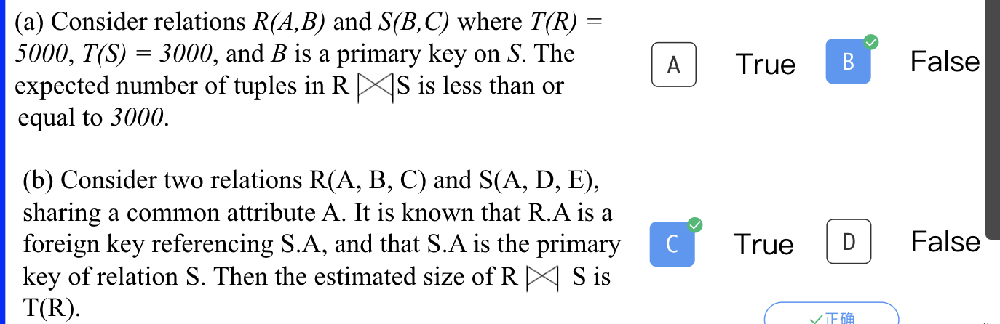 (a) Consider relations R(A,B) and S(B,C) where T(R) =
5000, T(S) = 3000, and B is a primary key on S. The
expected number of tuples in R ⋈ S is less than or
equal to 3000.
A True B False
(b) Consider two relations R(A, B, C) and S(A, D, E),
sharing a common attribute A. It is known that R.A is a
foreign key referencing S.A, and that S.A is the primary
key of relation S. Then the estimated size of R ⋈ S is
T(R).
C True D False
正确